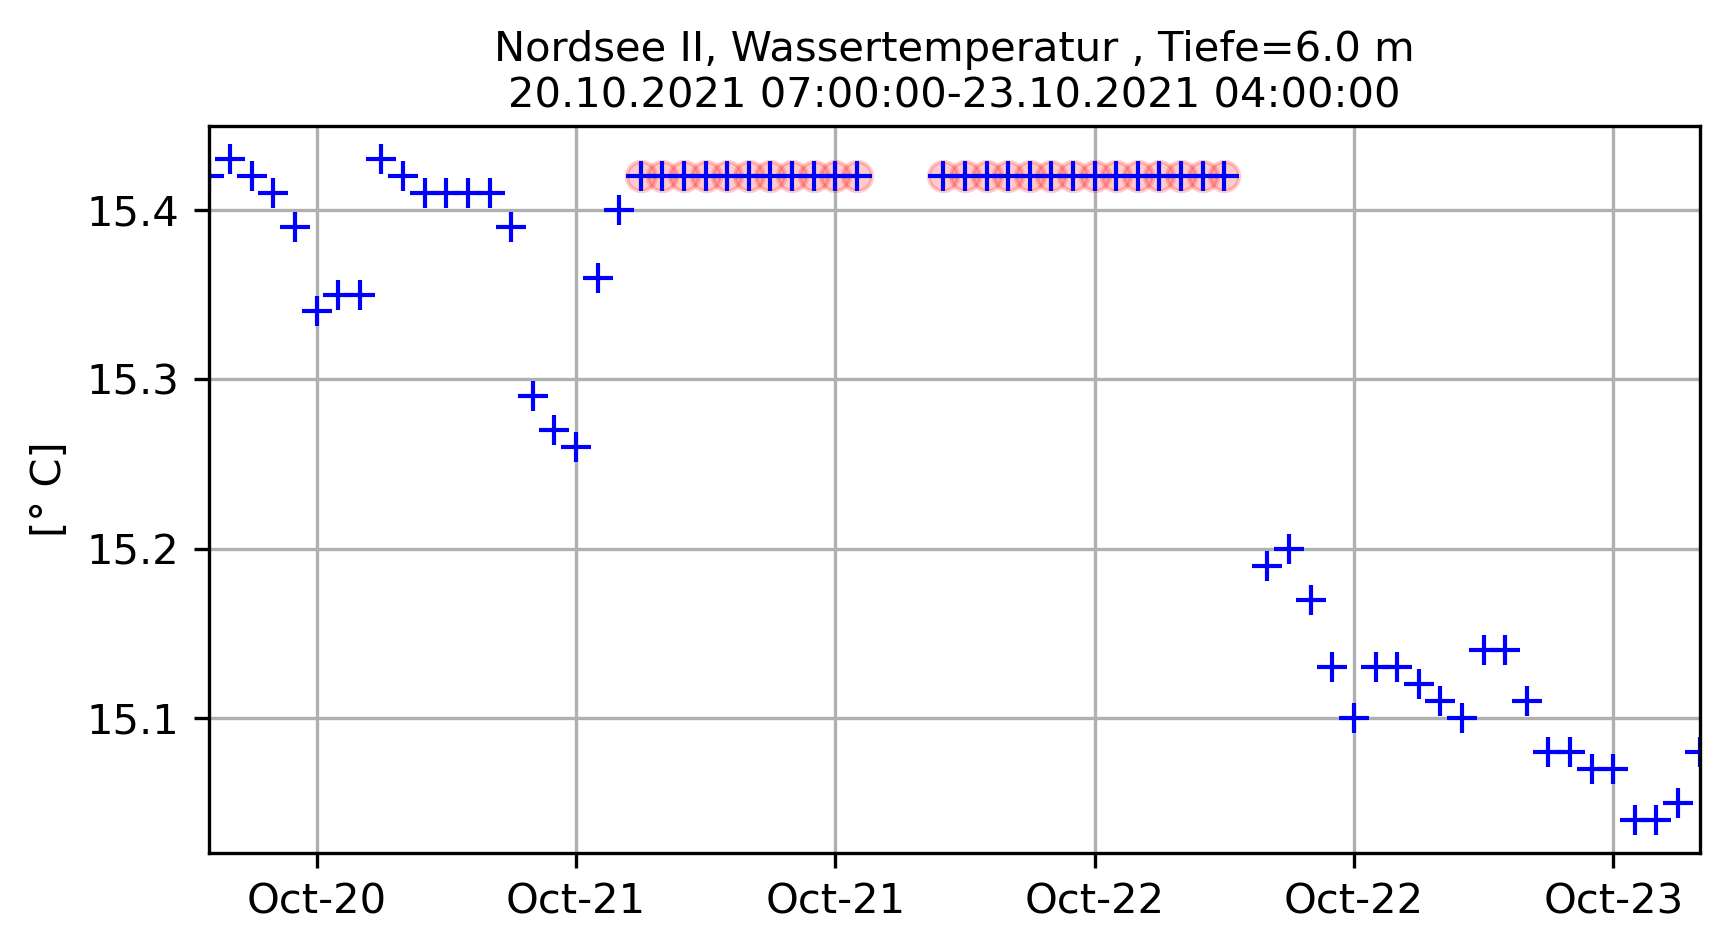 Nordsee II, Wassertemperatur , Tiefe=6.0 m
20.10.2021 07:00:00-23.10.2021 04:00:00
[° C]
15.4
15.3
15.2
15.1
Oct-20 Oct-21 Oct-21 Oct-22 Oct-22 Oct-23